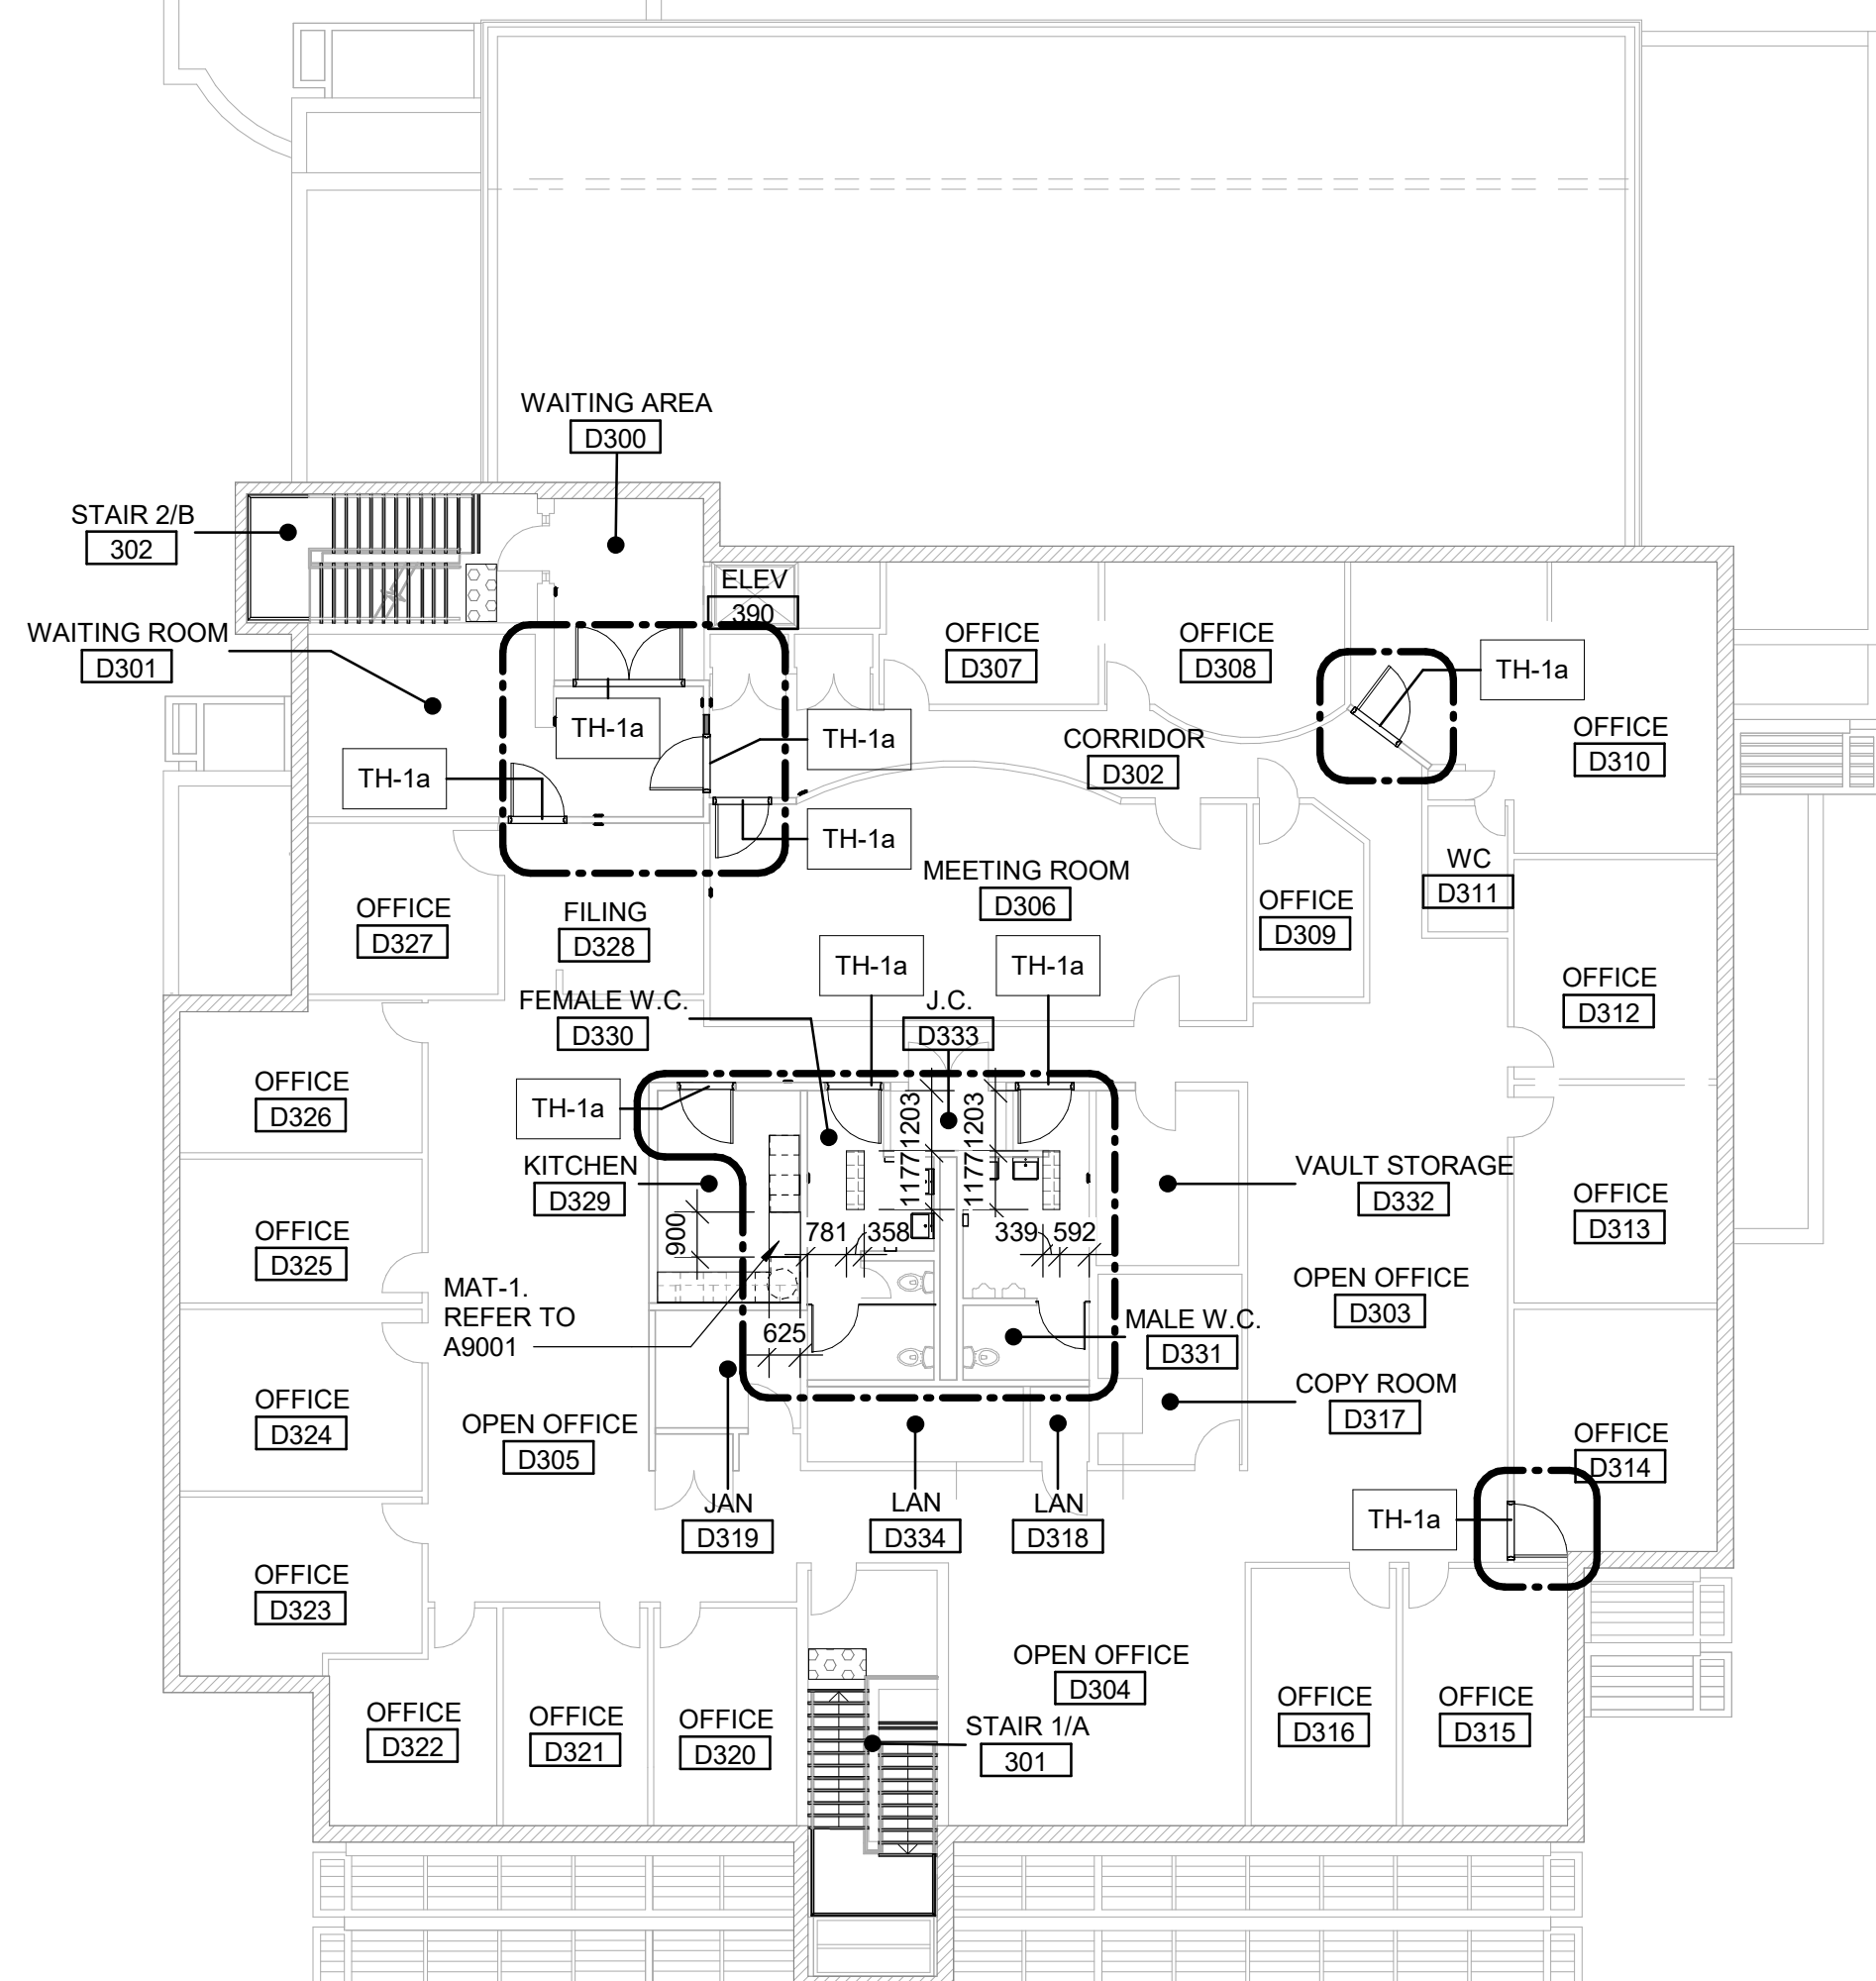 WAITING AREA
D300
STAIR 2/B
302
WAITING ROOM
D301
ELEV
390
OFFICE
D307
OFFICE
D308
TH-1a
OFFICE
D310
TH-1a
TH-1a
TH-1a
CORRIDOR
D302
TH-1a
MEETING ROOM
D306
WC
D311
OFFICE
D309
OFFICE
D327
FILING
D328
TH-1a
TH-1a
OFFICE
D312
FEMALE W.C.
D330
J.C.
D333
OFFICE
D326
TH-1a
1203
1203
KITCHEN
D329
1177
1177
VAULT STORAGE
D332
OFFICE
D313
OFFICE
D325
900
781
358
339
592
MAT-1.
REFER TO
A9001
625
OPEN OFFICE
D303
MALE W.C.
D331
OFFICE
D324
OPEN OFFICE
D305
COPY ROOM
D317
OFFICE
D314
JAN
D319
LAN
D334
LAN
D318
TH-1a
OFFICE
D323
OPEN OFFICE
D304
OFFICE
D322
OFFICE
D321
OFFICE
D320
STAIR 1/A
301
OFFICE
D316
OFFICE
D315